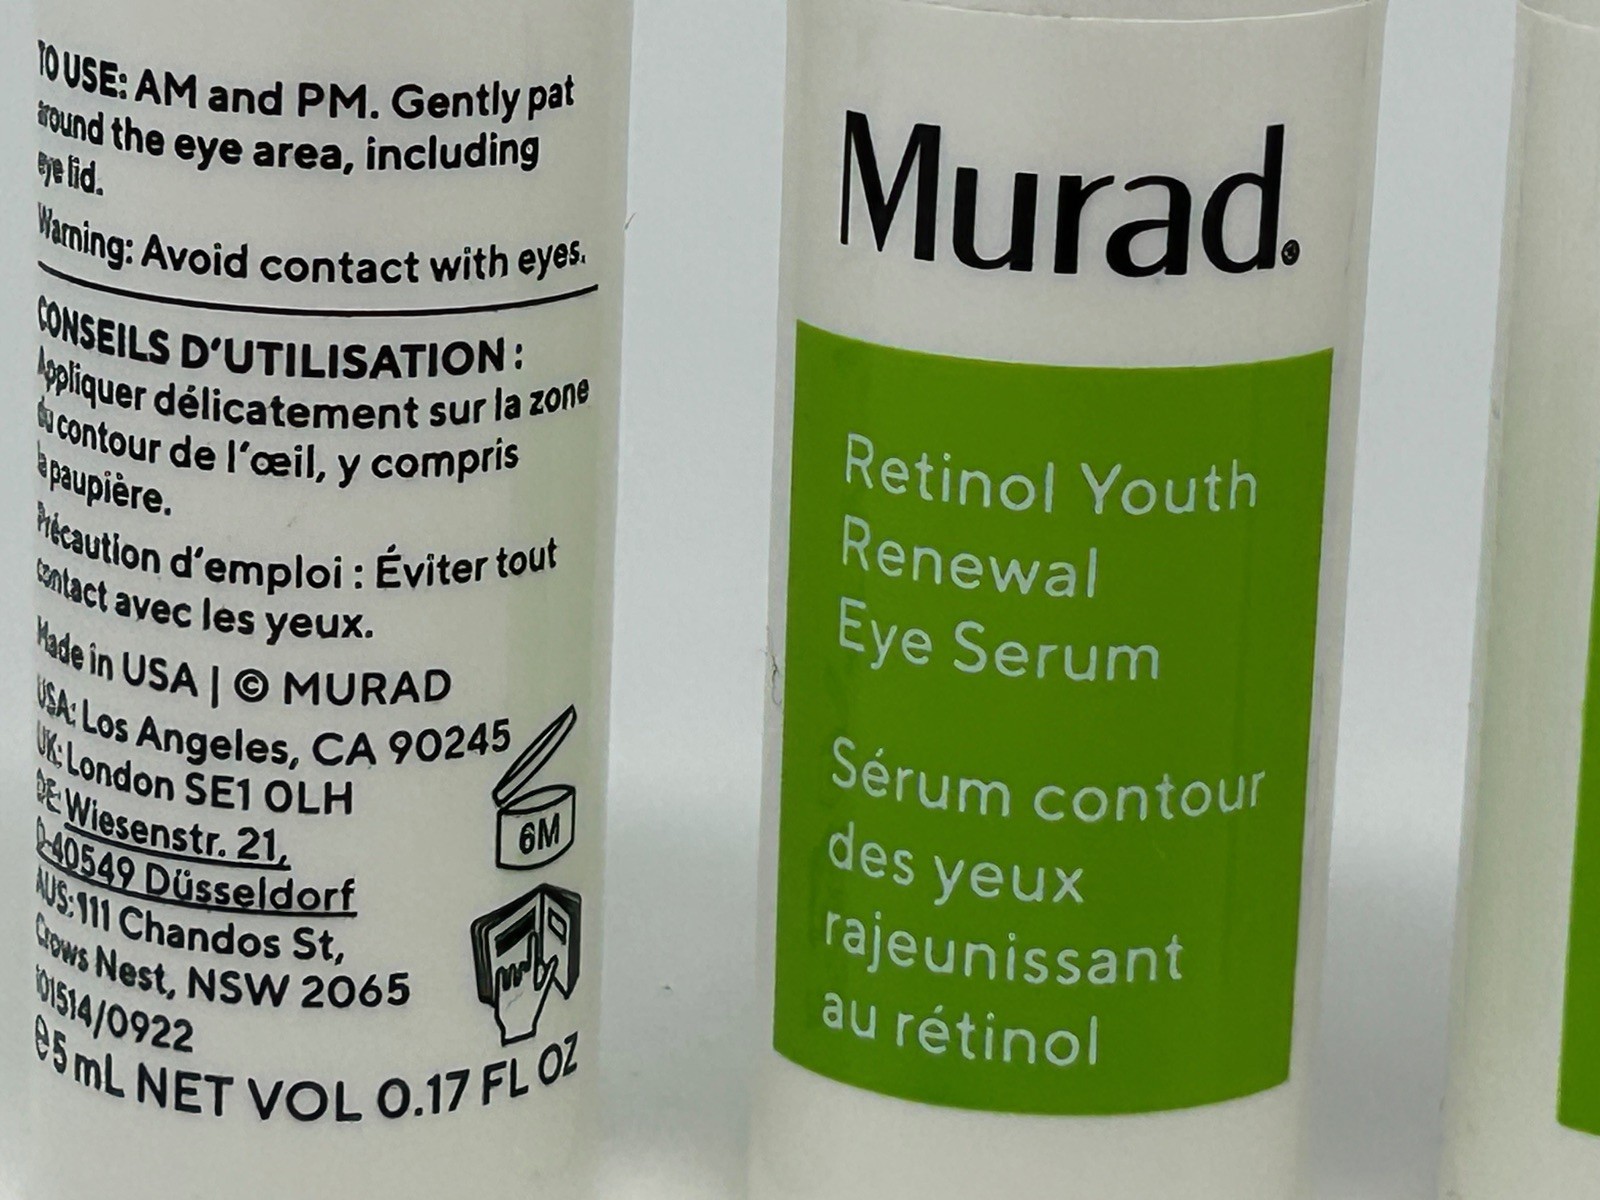 TO USE: AM and PM. Gently pat
around the eye area, including
eye lid.
Warning: Avoid contact with eyes.
CONSEILS D'UTILISATION :
Appliquer délicatement sur la zone
du contour de l'œil, y compris
la paupière.
Précaution d'emploi : Éviter tout
contact avec les yeux.
Made in USA | © MURAD
USA: Los Angeles, CA 90245
UK: London SE1 0LH
DE: Wiesenstr. 21,
D-40549 Düsseldorf
AUS: 111 Chandos St,
Crows Nest, NSW 2065
6M
℮ 5 mL NET VOL 0.17 FL OZ
Murad®
Retinol Youth
Renewal
Eye Serum
Sérum contour
des yeux
rajeunissant
au rétinol